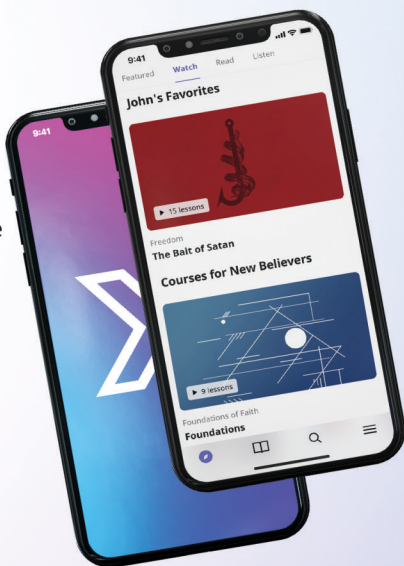 9:41
9:41
Featured Watch Read Listen
John's Favorites
15 lessons
Freedom
The Bait of Satan
Courses for New Believers
9 lessons
Foundations of Faith
Foundations
e